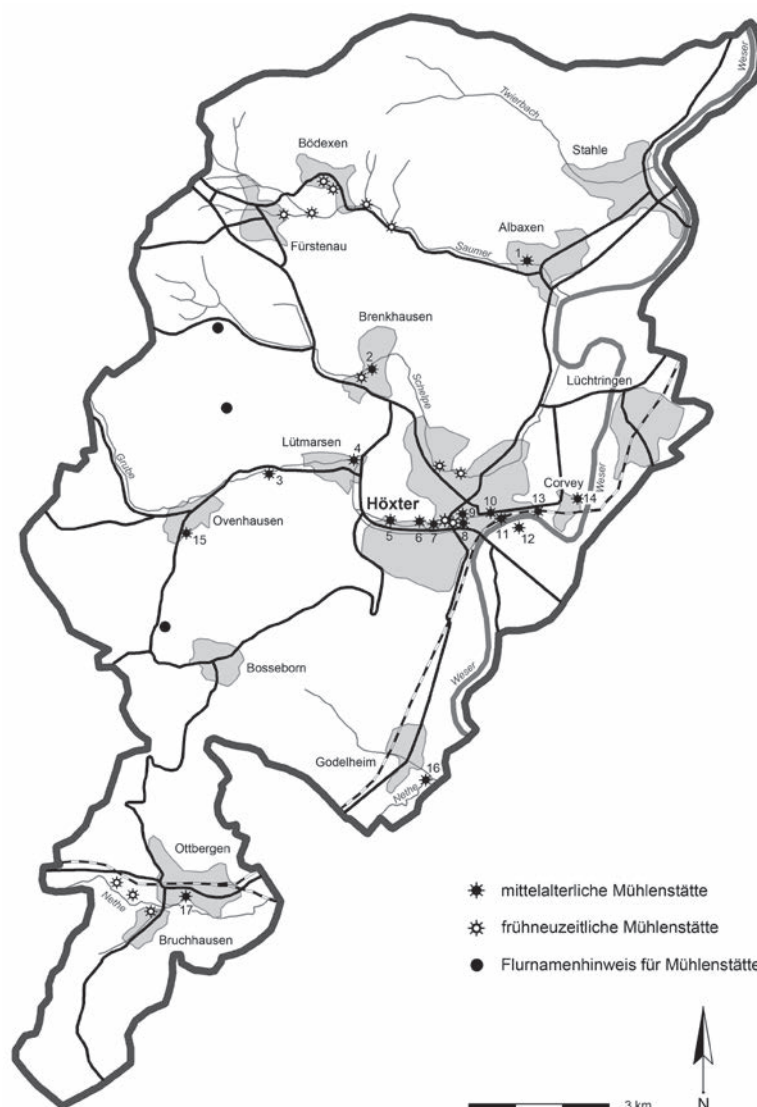 Weser
Twierbach
Stahle
Bödexen
Albaxen
Fürstenau
Saumer
1
Brenkhausen
2
Schelpe
Lüchtringen
Grube
Lütmarsen
4
3
Höxter
Corvey
Weser
14
13
10
9
Ovenhausen
5
6
7
8
11
12
15
Bosseborn
Weser
Godelheim
16
Nethe
Ottbergen
Nethe
17
Bruchhausen
mittelalterliche Mühlenstätte
frühneuzeitliche Mühlenstätte
Flurnamenhinweis für Mühlenstätte
3 km
N